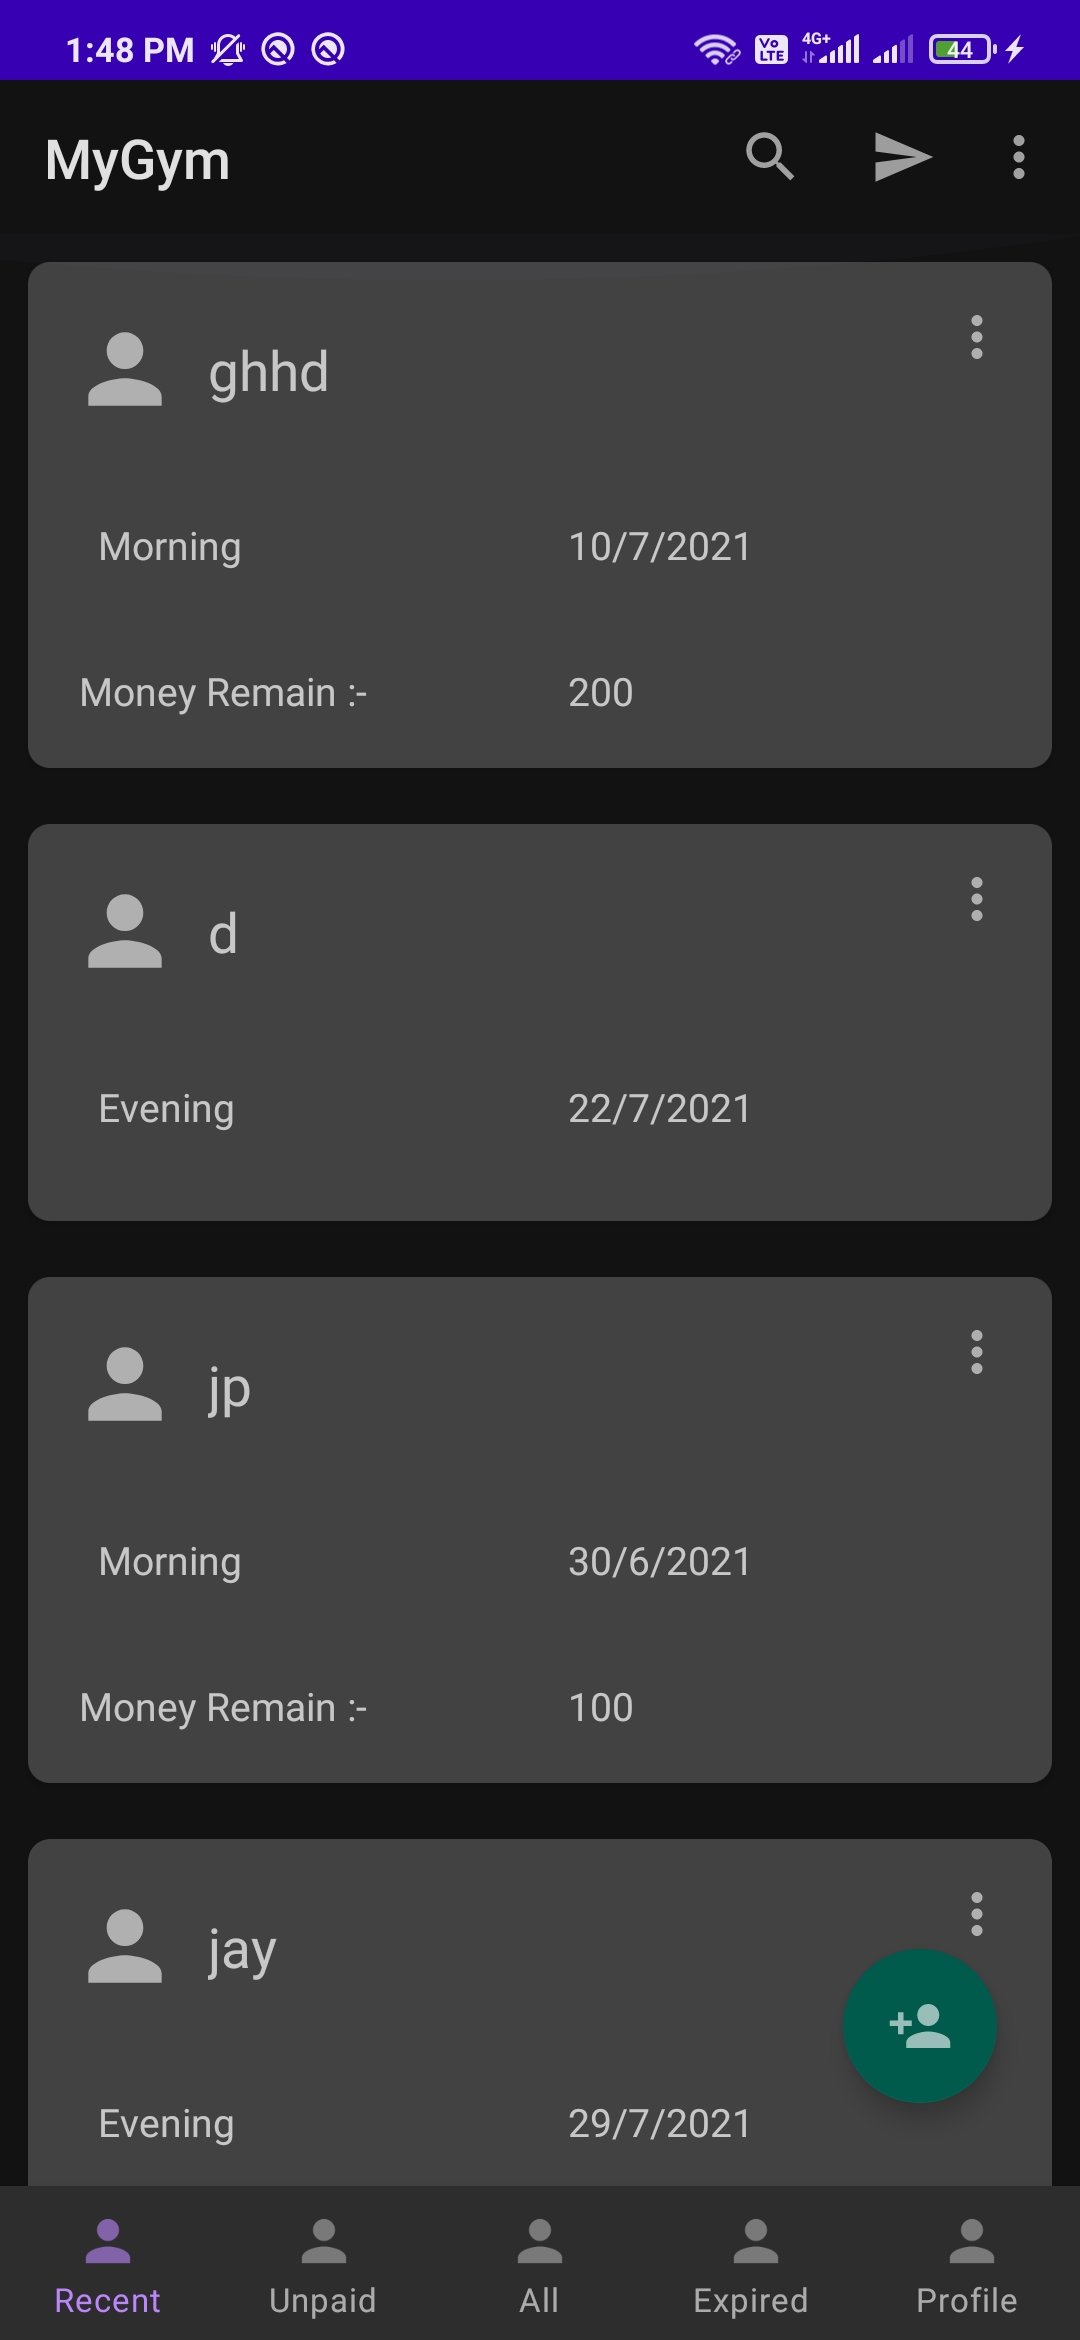 1:48 PM Vo LTE 4G+ 44
MyGym
ghhd
Morning 10/7/2021
Money Remain :- 200
d
Evening 22/7/2021
jp
Morning 30/6/2021
Money Remain :- 100
jay
Evening 29/7/2021
Recent Unpaid All Expired Profile